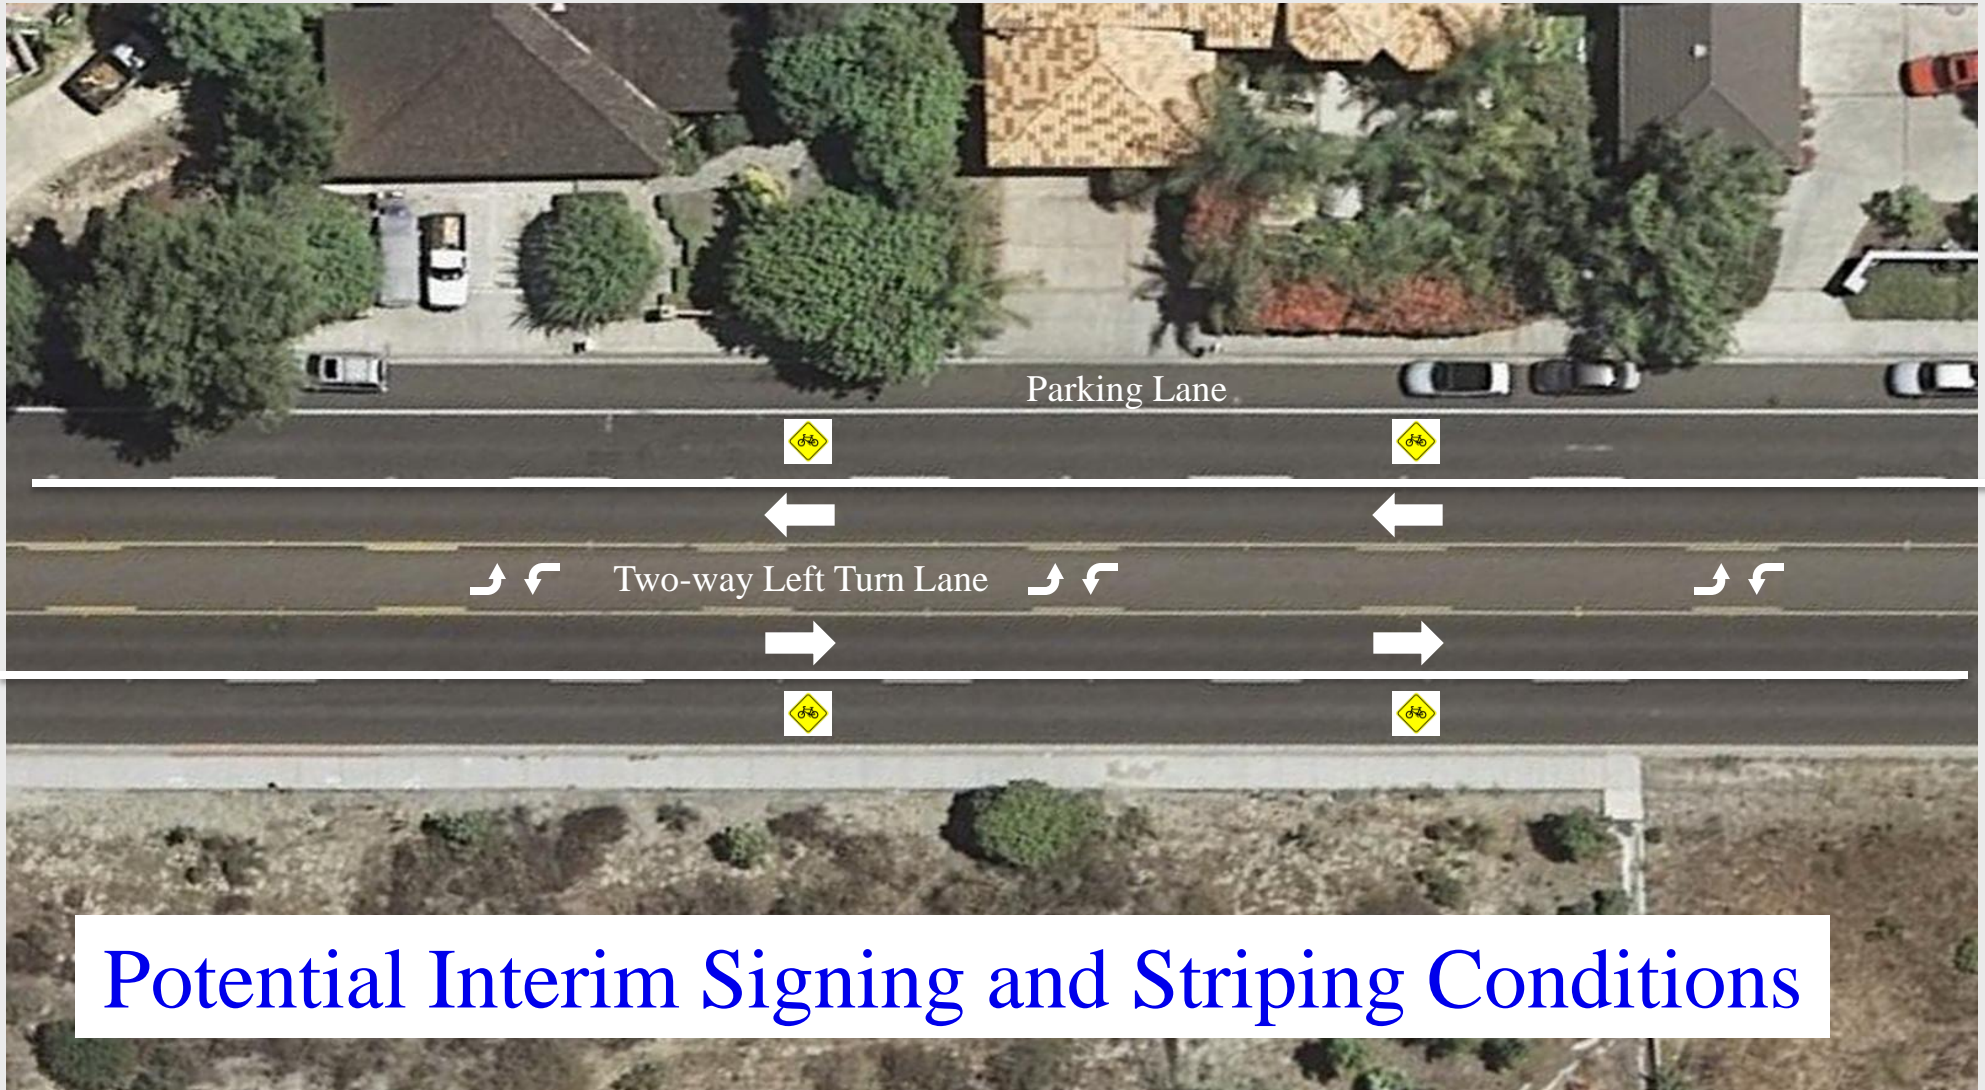 Parking Lane
Two-way Left Turn Lane
Potential Interim Signing and Striping Conditions